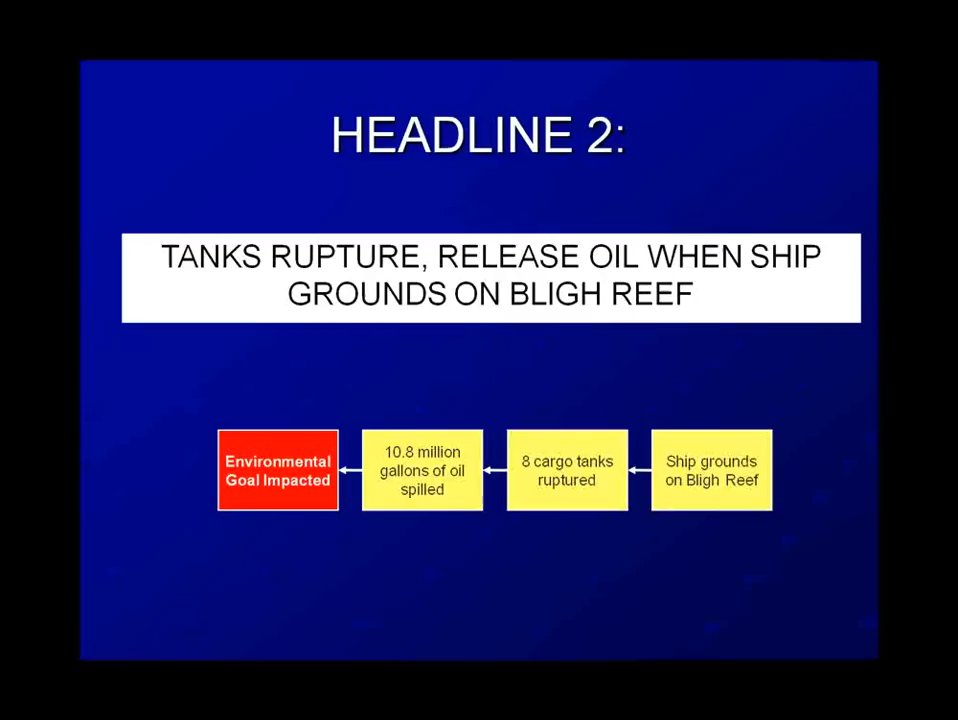 HEADLINE 2:
TANKS RUPTURE, RELEASE OIL WHEN SHIP
GROUNDS ON BLIGH REEF
Environmental
Goal Impacted
10.8 million
gallons of oil
spilled
8 cargo tanks
ruptured
Ship grounds
on Bligh Reef